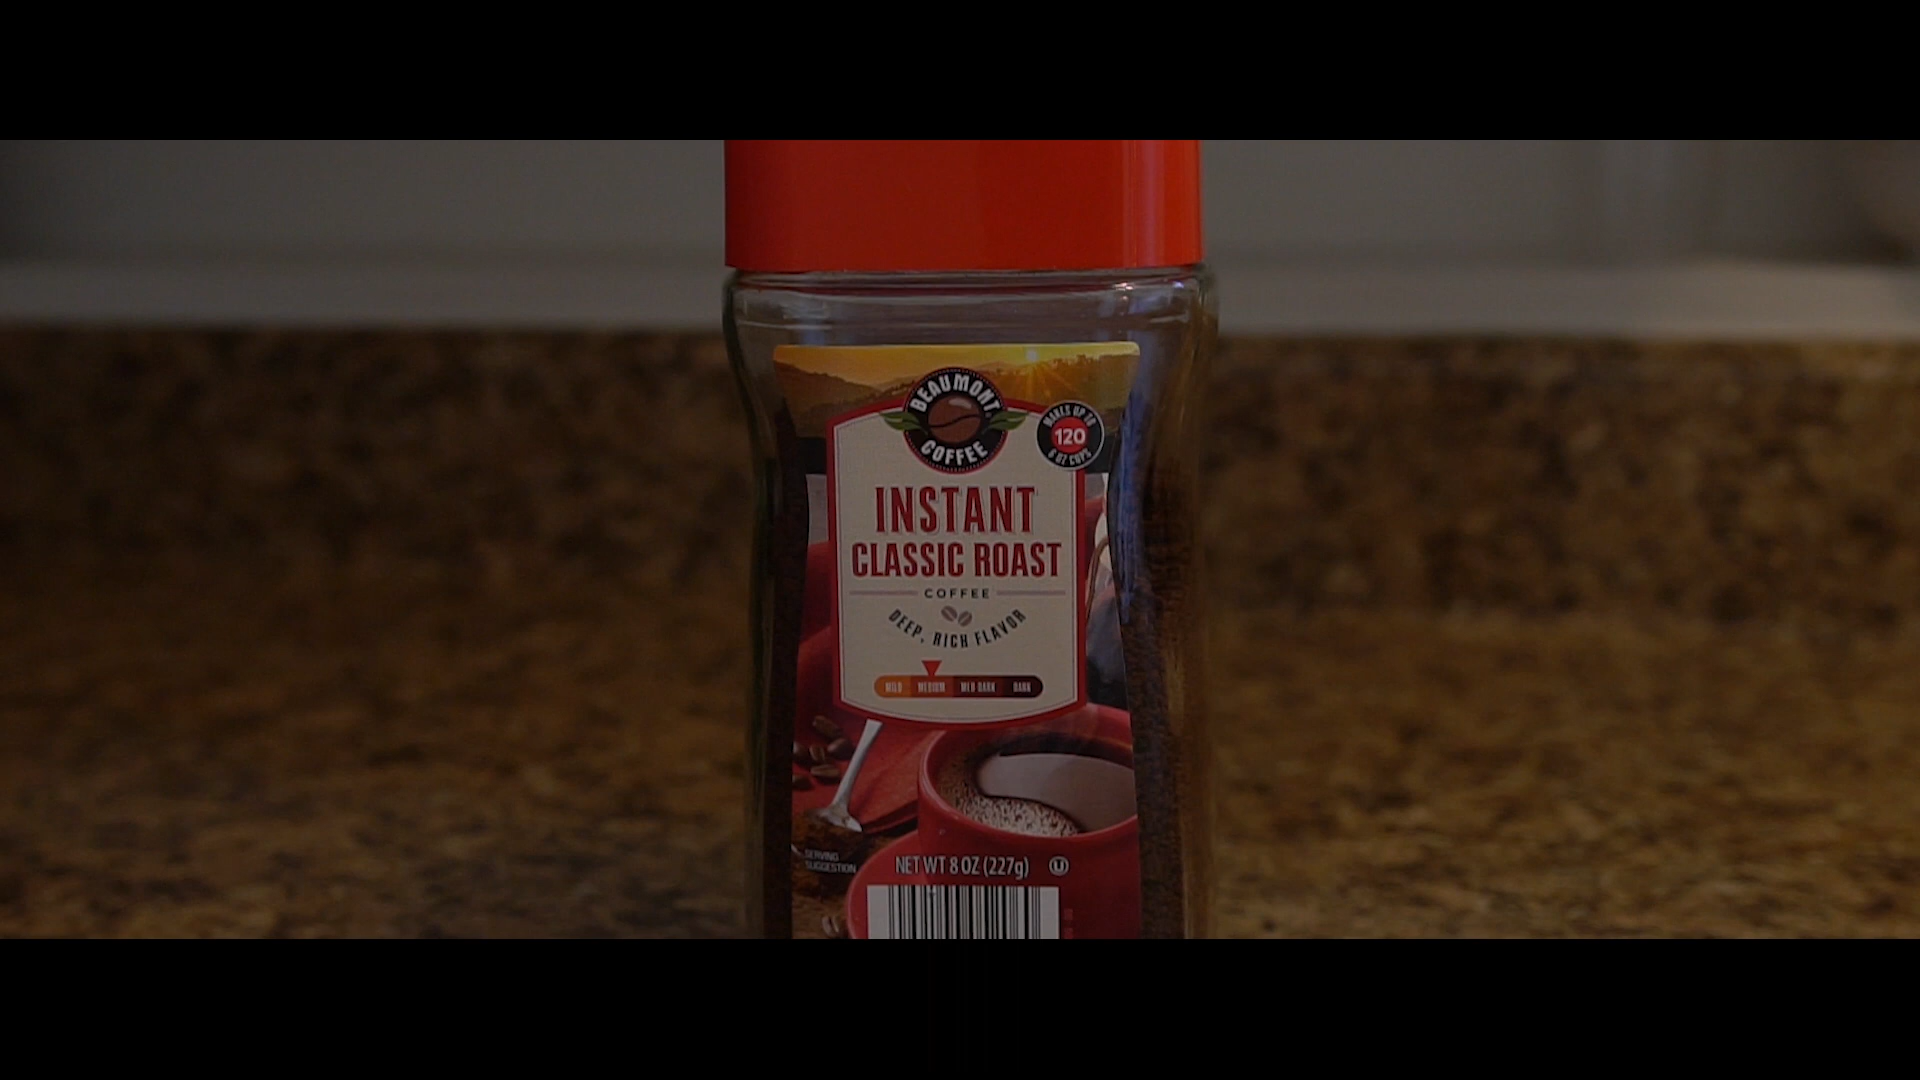 BEAUMONT
COFFEE
MAKES UP TO
120
6 OZ CUPS
INSTANT
CLASSIC ROAST
COFFEE
DEEP, RICH FLAVOR
MILD MEDIUM MED DARK DARK
SERVING
SUGGESTION
NET WT 8 OZ (227g) U